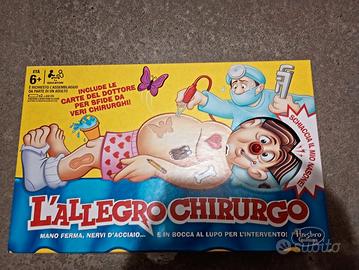 ETÀ
6+
È RICHIESTO L'ASSEMBLAGGIO
DA PARTE DI UN ADULTO
INCLUDE LE
CARTE DEL DOTTORE
PER SFIDE DA
VERI CHIRURGHI!
SCHIACCIA IL MIO NASONE!
L'ALLEGRO CHIRURGO
MANO FERMA, NERVI D'ACCIAIO... E IN BOCCA AL LUPO PER L'INTERVENTO!
Hasbro
Gaming
subito